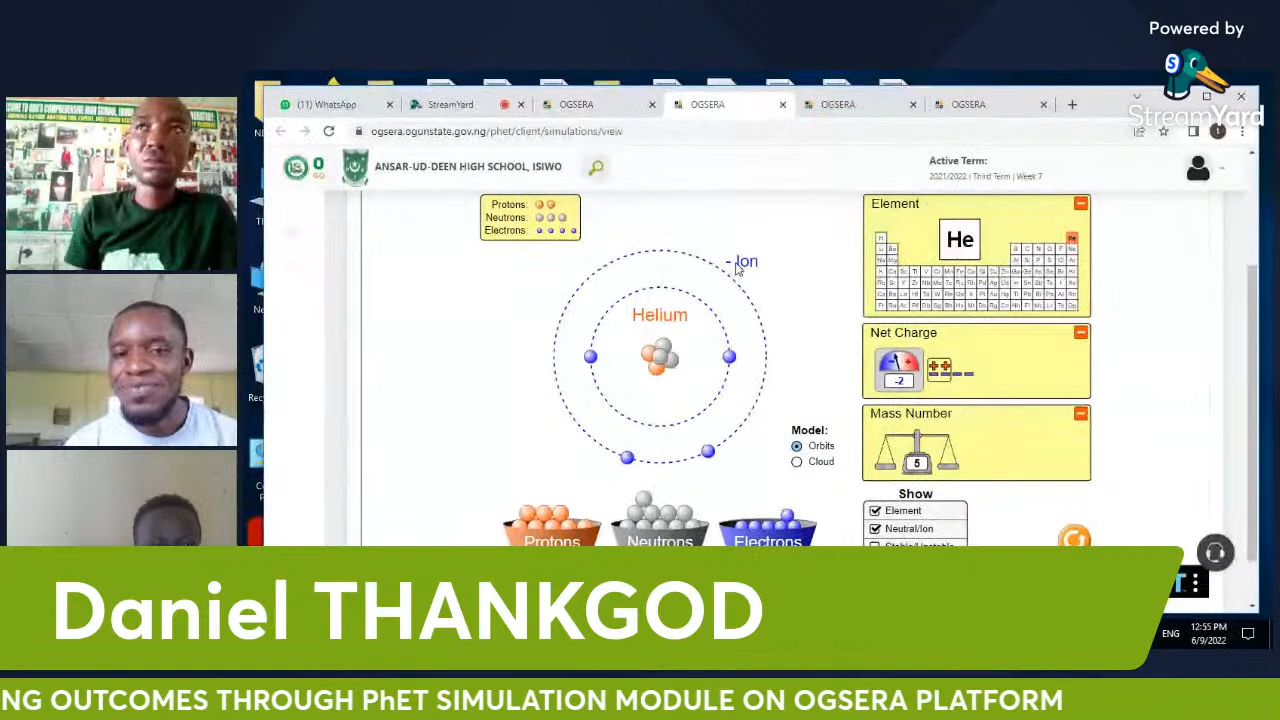 Powered by
StreamYard
(11) WhatsApp
StreamYard
OGSERA
OGSERA
OGSERA
OGSERA
ogsera.ogunstate.gov.ng/phet/client/simulations/view
ANSAR-UD-DEEN HIGH SCHOOL, ISIWO
Active Term:
2021/2022 | Third Term | Week 7
Protons:
Neutrons:
Electrons:
- Ion
Helium
Element
He
Net Charge
-2
Mass Number
5
Model:
Orbits
Cloud
Show
Element
Neutral/Ion
Protons
Neutrons
Electrons
Daniel THANKGOD
ENG
12:55 PM
6/9/2022
NG OUTCOMES THROUGH PhET SIMULATION MODULE ON OGSERA PLATFORM